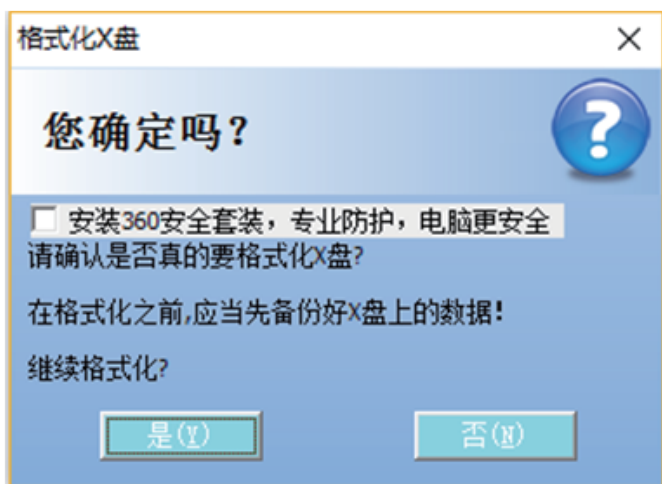 格式化X盘
您确定吗?
安装360安全套装，专业防护，电脑更安全
请确认是否真的要格式化X盘?
在格式化之前,应当先备份好X盘上的数据!
继续格式化?
是(Y)
否(N)